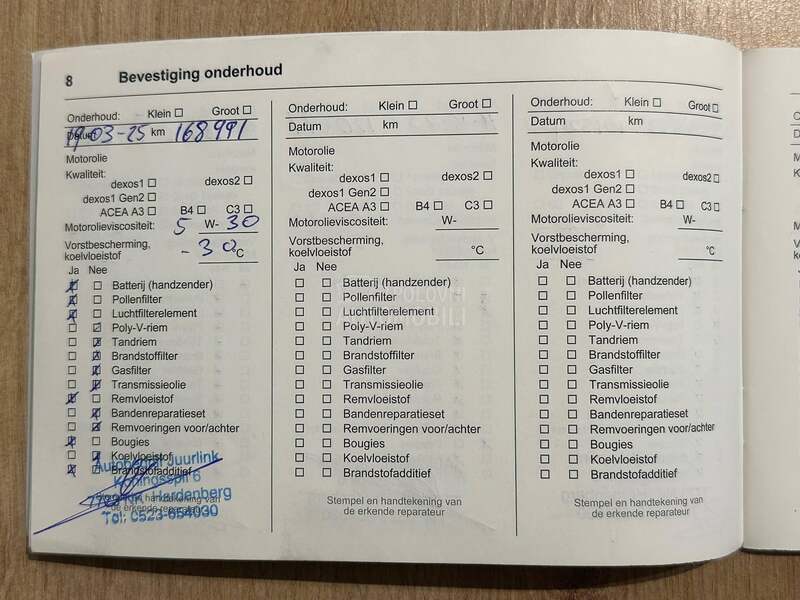 8 Bevestiging onderhoud
Onderhoud: Klein ☐ Groot ☐
Datum 19-03-25 km 168991
Motorolie
Kwaliteit:
dexos1 ☐ dexos2 ☐
dexos1 Gen2 ☐
ACEA A3 ☐ B4 ☐ C3 ☐
Motorolieviscositeit: 5 W- 30
Vorstbescherming,
koelvloeistof - 30 °C
Ja Nee
Batterij (handzender)
Pollenfilter
Luchtfilterelement
Poly-V-riem
Tandriem
Brandstoffilter
Gasfilter
Transmissieolie
Remvloeistof
Bandenreparatieset
Remvoeringen voor/achter
Bougies
Koelvloeistof
Brandstofadditief
Autobedrijf Juurlink
Koningsspil 6
Hardenberg
Tel: 0523-654030
handtekening van
de erkende reparateur
Onderhoud: Klein ☐ Groot ☐
Datum km
Motorolie
Kwaliteit:
dexos1 ☐ dexos2 ☐
dexos1 Gen2 ☐
ACEA A3 ☐ B4 ☐ C3 ☐
Motorolieviscositeit: W-
Vorstbescherming,
koelvloeistof °C
Ja Nee
☐ ☐ Batterij (handzender)
☐ ☐ Pollenfilter
☐ ☐ Luchtfilterelement
☐ ☐ Poly-V-riem
☐ ☐ Tandriem
☐ ☐ Brandstoffilter
☐ ☐ Gasfilter
☐ ☐ Transmissieolie
☐ ☐ Remvloeistof
☐ ☐ Bandenreparatieset
☐ ☐ Remvoeringen voor/achter
☐ ☐ Bougies
☐ ☐ Koelvloeistof
☐ ☐ Brandstofadditief
Stempel en handtekening van
de erkende reparateur
POLOVNI
AUTOMOBILI
Onderhoud: Klein ☐ Groot ☐
Datum km
Motorolie
Kwaliteit:
dexos1 ☐ dexos2 ☐
dexos1 Gen2 ☐
ACEA A3 ☐ B4 ☐ C3 ☐
Motorolieviscositeit: W-
Vorstbescherming,
koelvloeistof °C
Ja Nee
☐ ☐ Batterij (handzender)
☐ ☐ Pollenfilter
☐ ☐ Luchtfilterelement
☐ ☐ Poly-V-riem
☐ ☐ Tandriem
☐ ☐ Brandstoffilter
☐ ☐ Gasfilter
☐ ☐ Transmissieolie
☐ ☐ Remvloeistof
☐ ☐ Bandenreparatieset
☐ ☐ Remvoeringen voor/achter
☐ ☐ Bougies
☐ ☐ Koelvloeistof
☐ ☐ Brandstofadditief
Stempel en handtekening van
de erkende reparateur